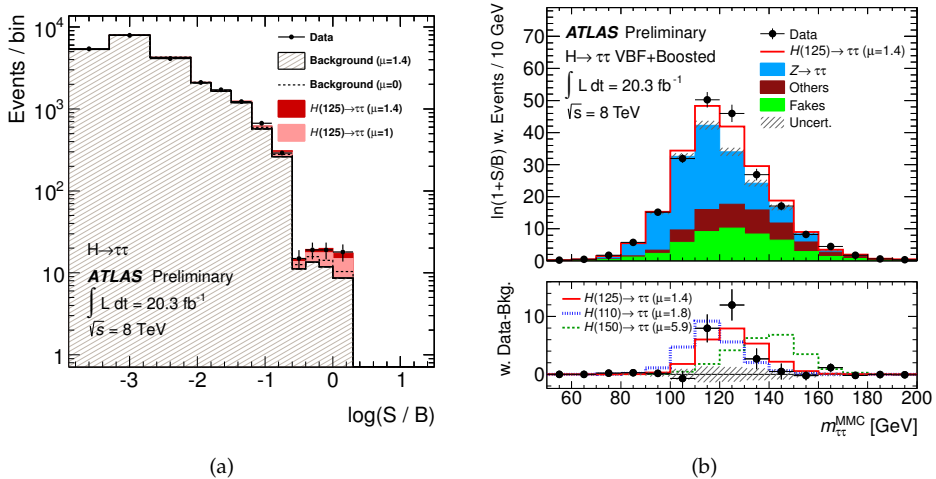 Events / bin
10⁴
10³
10²
10
1
Data
Background (μ=1.4)
Background (μ=0)
H(125)→ττ (μ=1.4)
H(125)→ττ (μ=1)
H→ττ
ATLAS Preliminary
∫ L dt = 20.3 fb⁻¹
√s = 8 TeV
-3 -2 -1 0 1
log(S / B)
(a)
ln(1+S/B) w. Events / 10 GeV
70
60
50
40
30
20
10
0
ATLAS Preliminary
H→ ττ VBF+Boosted
∫ L dt = 20.3 fb⁻¹
√s = 8 TeV
Data
H(125)→ ττ (μ=1.4)
Z→ ττ
Others
Fakes
Uncert.
w. Data-Bkg.
10
0
H(125)→ ττ (μ=1.4)
H(110)→ ττ (μ=1.8)
H(150)→ ττ (μ=5.9)
60 80 100 120 140 160 180 200
m_ττ^MMC [GeV]
(b)